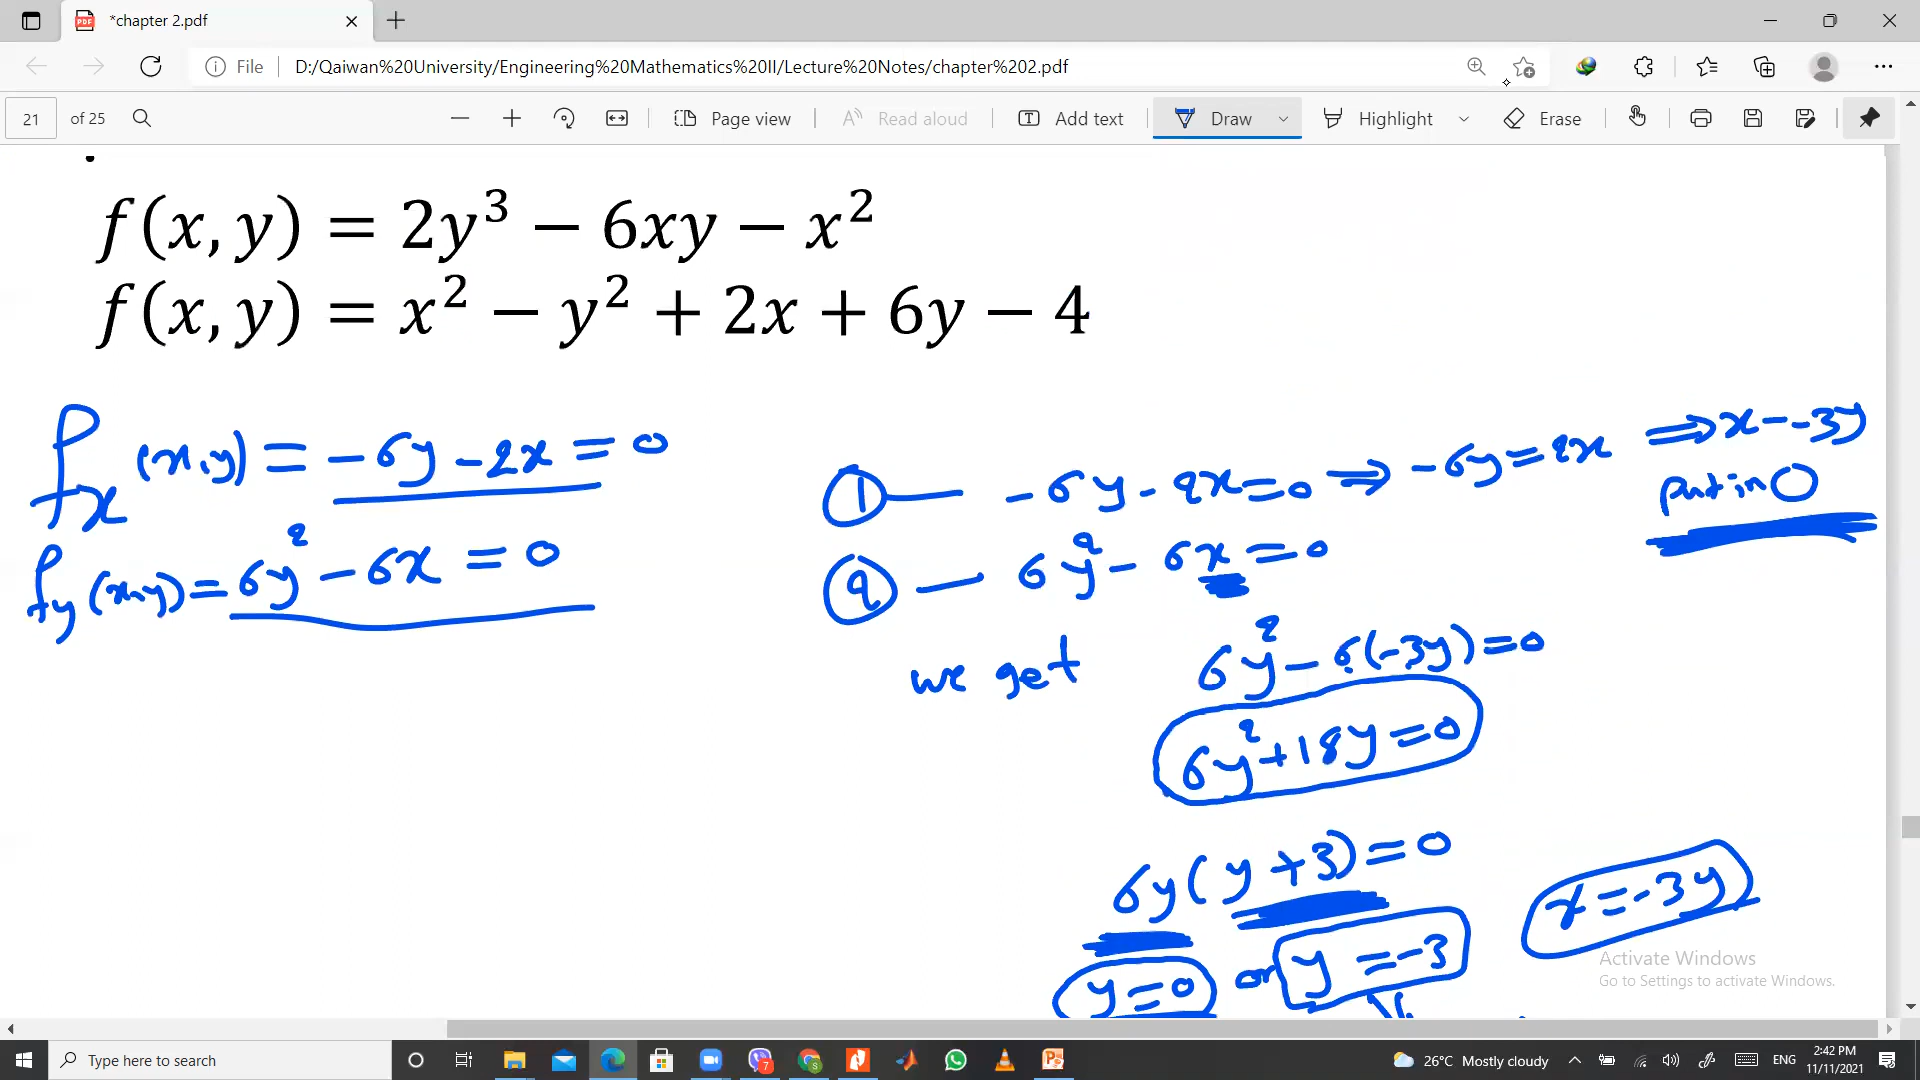 *chapter 2.pdf
File
D:/Qaiwan%20University/Engineering%20Mathematics%20II/Lecture%20Notes/chapter%202.pdf
21 of 25
Page view
Read aloud
Add text
Draw
Highlight
Erase
f(x, y) = 2y³ − 6xy − x²
f(x, y) = x² − y² + 2x + 6y − 4
fx (x,y) = -6y - 2x = 0
fy (x,y) = 6y² - 6x = 0
① — -6y - 2x = 0 ⇒ -6y = 2x ⇒ x - -3y
put in
② — 6y² - 6x = 0
we get 6y² - 6(-3y) = 0
6y² + 18y = 0
6y(y+3) = 0
x = -3y
y = 0 or y = -3
Activate Windows
Go to Settings to activate Windows.
Type here to search
7
26°C Mostly cloudy
ENG
2:42 PM
11/11/2021